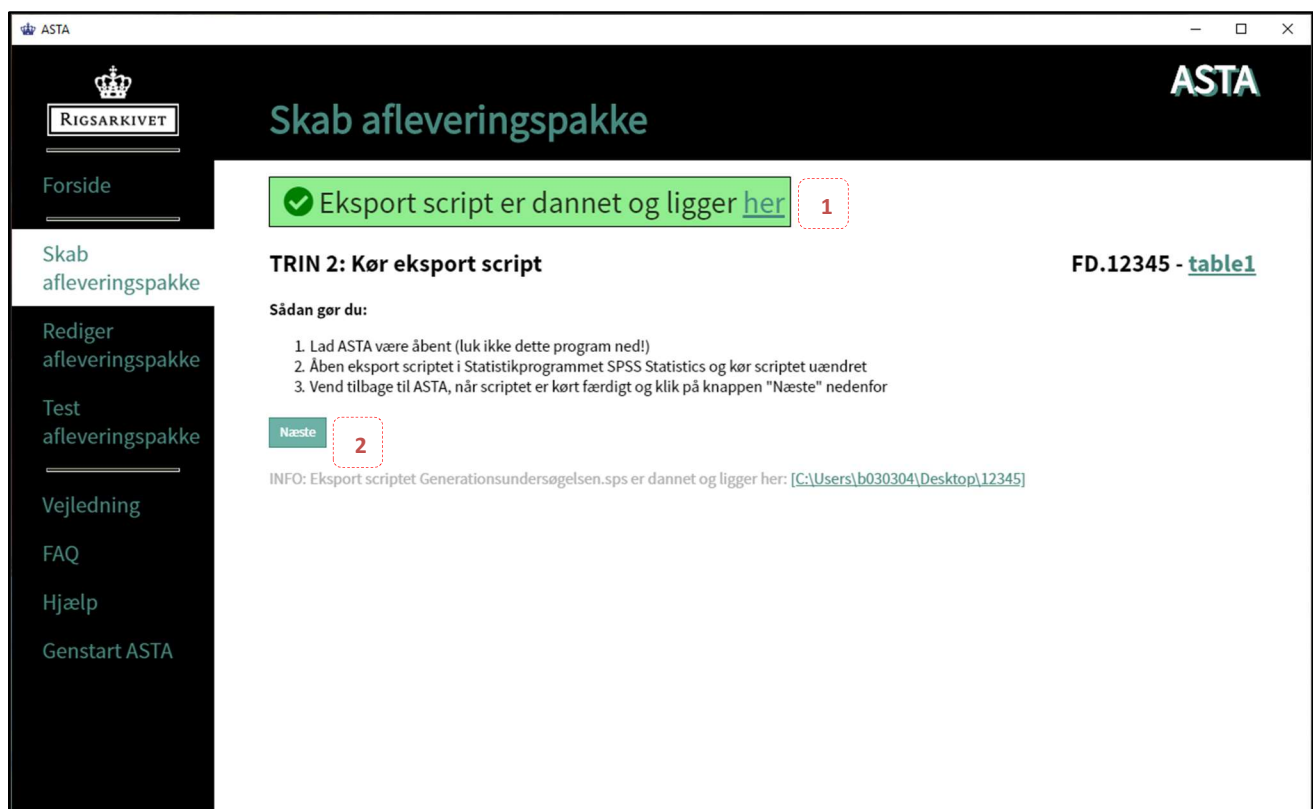 ASTA
RIGSARKIVET
ASTA
Skab afleveringspakke
Forside
Skab
afleveringspakke
Rediger
afleveringspakke
Test
afleveringspakke
Vejledning
FAQ
Hjælp
Genstart ASTA
Eksport script er dannet og ligger her
1
TRIN 2: Kør eksport script
FD.12345 - table1
Sådan gør du:
1. Lad ASTA være åbent (luk ikke dette program ned!)
2. Åben eksport scriptet i Statistikprogrammet SPSS Statistics og kør scriptet uændret
3. Vend tilbage til ASTA, når scriptet er kørt færdigt og klik på knappen "Næste" nedenfor
Næste
2
INFO: Eksport scriptet Generationsundersøgelsen.sps er dannet og ligger her: [C:\Users\b030304\Desktop\12345]